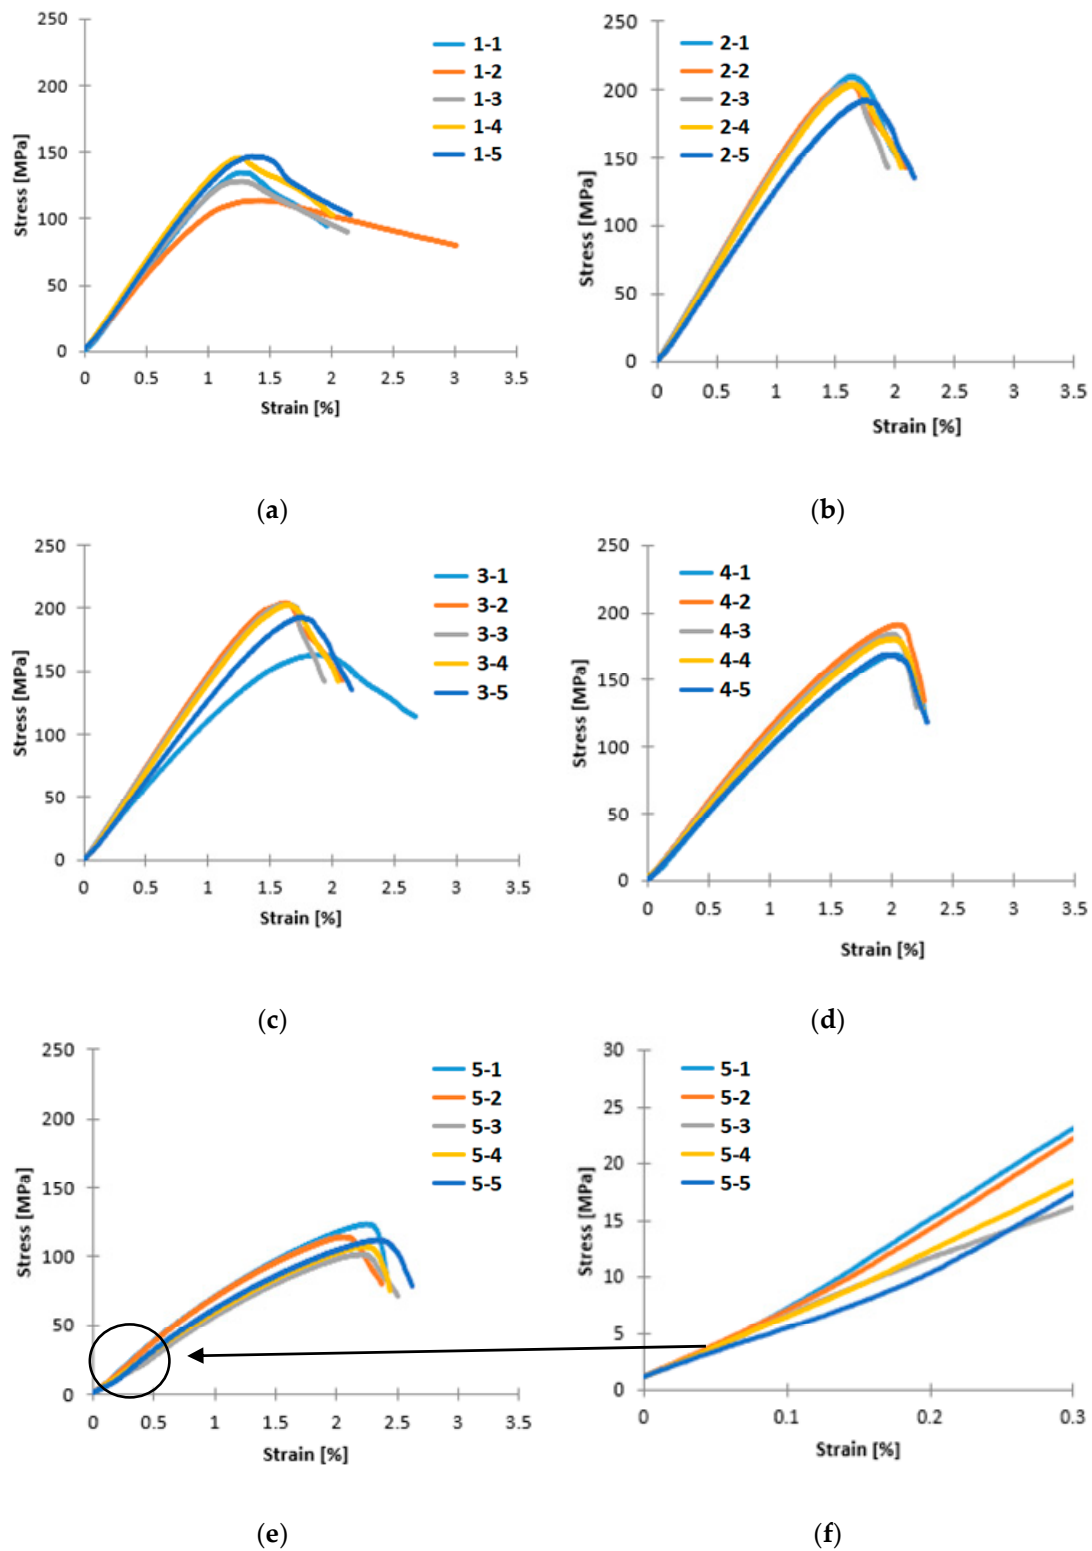 250
200
150
100
50
0
0 0.5 1 1.5 2 2.5 3 3.5
Stress [MPa]
Strain [%]
1-1
1-2
1-3
1-4
1-5
(a)
250
200
150
100
50
0
0 0.5 1 1.5 2 2.5 3 3.5
Stress [MPa]
Strain [%]
2-1
2-2
2-3
2-4
2-5
(b)
250
200
150
100
50
0
0 0.5 1 1.5 2 2.5 3 3.5
Stress [MPa]
Strain [%]
3-1
3-2
3-3
3-4
3-5
(c)
250
200
150
100
50
0
0 0.5 1 1.5 2 2.5 3 3.5
Stress [MPa]
Strain [%]
4-1
4-2
4-3
4-4
4-5
(d)
250
200
150
100
50
0
0 0.5 1 1.5 2 2.5 3 3.5
Stress [MPa]
Strain [%]
5-1
5-2
5-3
5-4
5-5
(e)
30
25
20
15
10
5
0
0 0.1 0.2 0.3
Stress [MPa]
Strain [%]
5-1
5-2
5-3
5-4
5-5
(f)